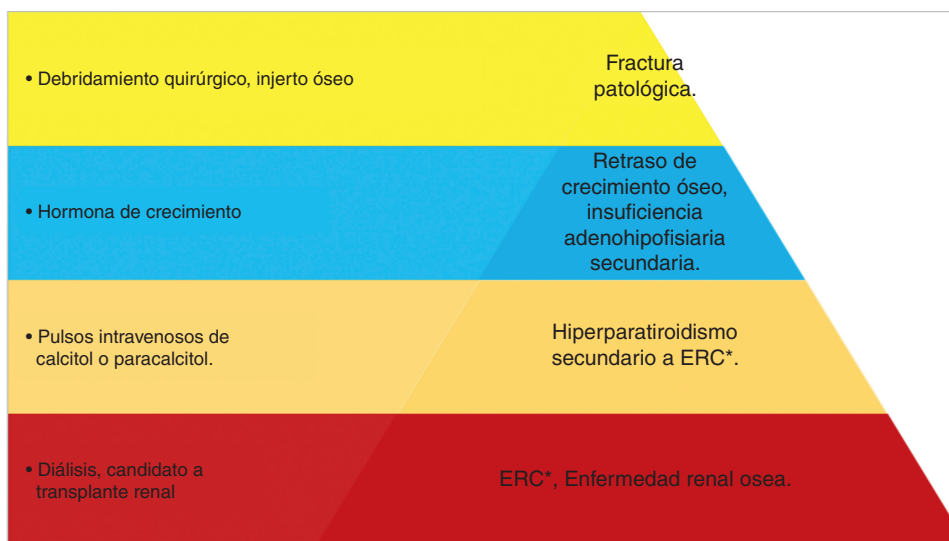 • Debridamiento quirúrgico, injerto óseo
Fractura
patológica.
• Hormona de crecimiento
Retraso de
crecimiento óseo,
insuficiencia
adenohipofisiaria
secundaria.
• Pulsos intravenosos de
calcitol o paracalcitol.
Hiperparatiroidismo
secundario a ERC*.
• Diálisis, candidato a
transplante renal
ERC*, Enfermedad renal osea.